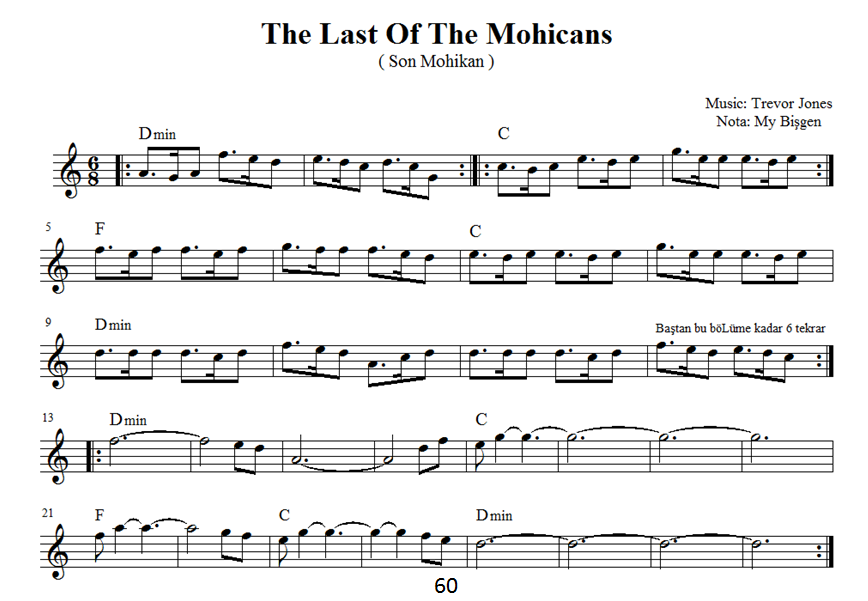 The Last Of The Mohicans
( Son Mohikan )
Music: Trevor Jones
Nota: My Bişgen
Dmin C
6
8
5 F C
9 Dmin Baştan bu böLüme kadar 6 tekrar
13 Dmin C
21 F C Dmin
60